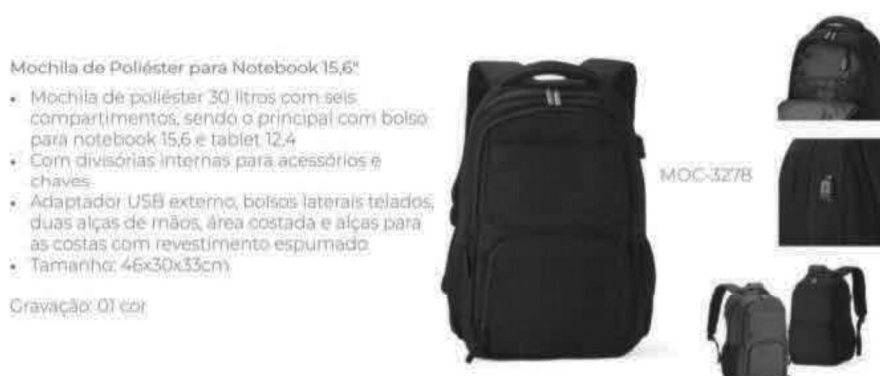 Mochila de Poliéster para Notebook 15,6"
• Mochila de poliéster 30 litros com seis
compartimentos, sendo o principal com bolso
para notebook 15,6 e tablet 12,4
• Com divisórias internas para acessórios e
chaves
• Adaptador USB externo, bolsos laterais telados,
duas alças de mãos, área costada e alças para
as costas com revestimento espumado
• Tamanho: 46x30x33cm
Gravação: 01 cor
MOC-3278